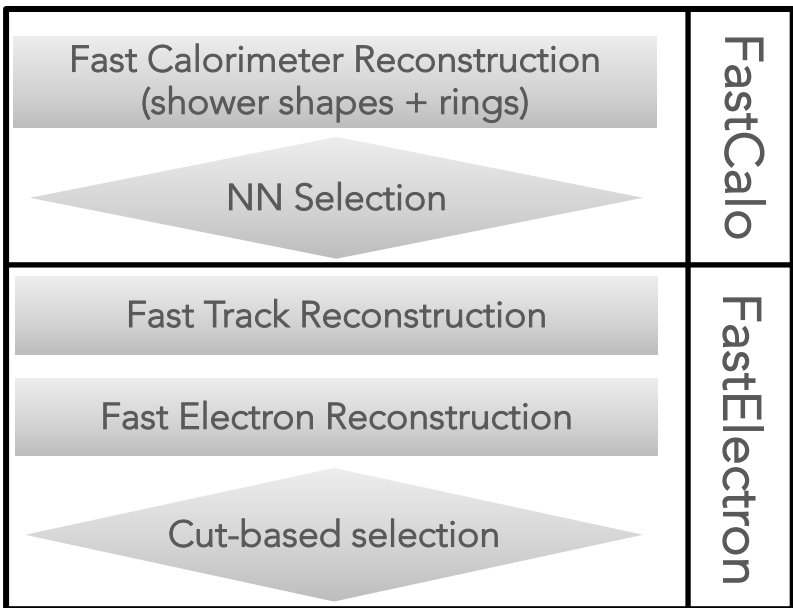 Fast Calorimeter Reconstruction
(shower shapes + rings)
NN Selection
FastCalo
Fast Track Reconstruction
Fast Electron Reconstruction
Cut-based selection
FastElectron